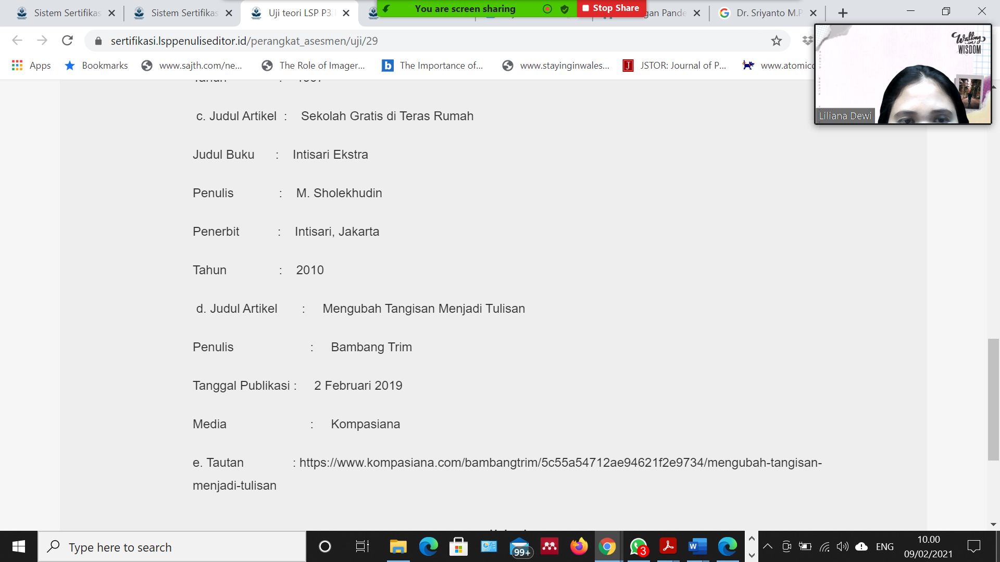 Sistem Sertifikas
Sistem Sertifikas
Uji teori LSP P3
You are screen sharing
Stop Share
gan Pande
Dr. Sriyanto M.P
sertifikasi.lsppenuliseditor.id/perangkat_asesmen/uji/29
Apps
Bookmarks
www.sajth.com/ne...
The Role of Imager...
The Importance of...
www.stayinginwales...
JSTOR: Journal of P...
www.atomicc
Walking in WISDOM
Liliana Dewi
Tahun : 1997
c. Judul Artikel : Sekolah Gratis di Teras Rumah
Judul Buku : Intisari Ekstra
Penulis : M. Sholekhudin
Penerbit : Intisari, Jakarta
Tahun : 2010
d. Judul Artikel : Mengubah Tangisan Menjadi Tulisan
Penulis : Bambang Trim
Tanggal Publikasi : 2 Februari 2019
Media : Kompasiana
e. Tautan : https://www.kompasiana.com/bambangtrim/5c55a54712ae94621f2e9734/mengubah-tangisan-
menjadi-tulisan
Type here to search
99+
3
ENG
10.00
09/02/2021